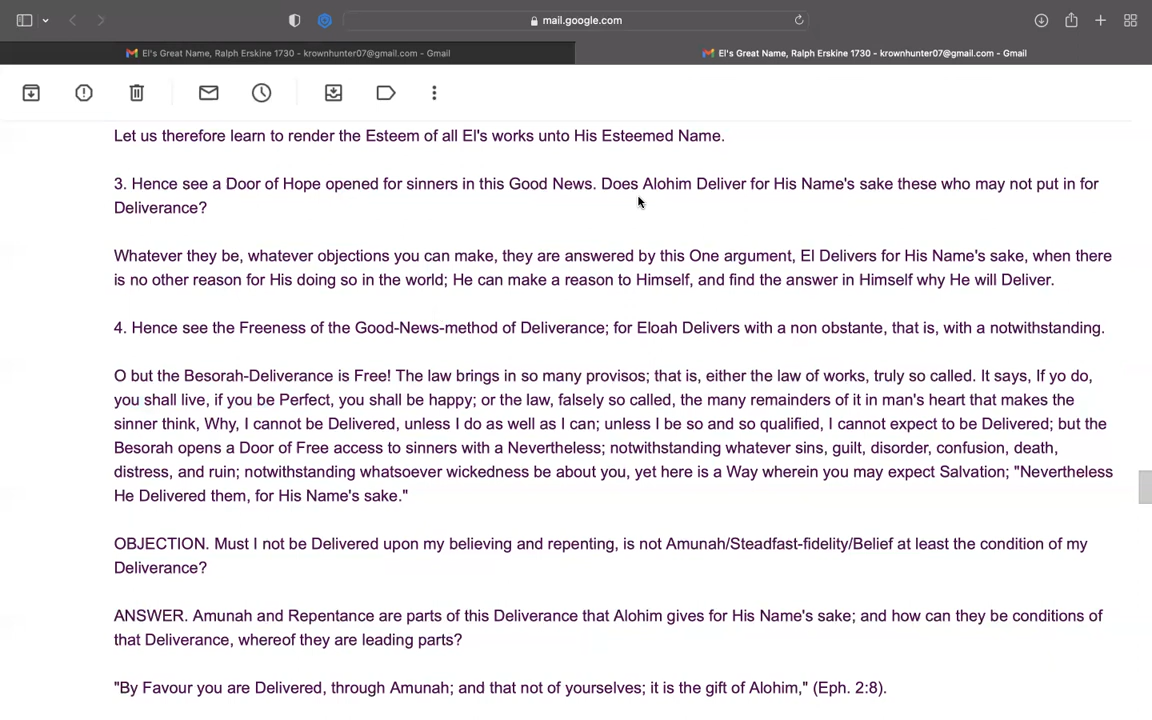 mail.google.com
El's Great Name, Ralph Erskine 1730 - krownhunter07@gmail.com - Gmail
El's Great Name, Ralph Erskine 1730 - krownhunter07@gmail.com - Gmail
Let us therefore learn to render the Esteem of all El's works unto His Esteemed Name.
3. Hence see a Door of Hope opened for sinners in this Good News. Does Alohim Deliver for His Name's sake these who may not put in for
Deliverance?
Whatever they be, whatever objections you can make, they are answered by this One argument, El Delivers for His Name's sake, when there
is no other reason for His doing so in the world; He can make a reason to Himself, and find the answer in Himself why He will Deliver.
4. Hence see the Freeness of the Good-News-method of Deliverance; for Eloah Delivers with a non obstante, that is, with a notwithstanding.
O but the Besorah-Deliverance is Free! The law brings in so many provisos; that is, either the law of works, truly so called. It says, If yo do,
you shall live, if you be Perfect, you shall be happy; or the law, falsely so called, the many remainders of it in man's heart that makes the
sinner think, Why, I cannot be Delivered, unless I do as well as I can; unless I be so and so qualified, I cannot expect to be Delivered; but the
Besorah opens a Door of Free access to sinners with a Nevertheless; notwithstanding whatever sins, guilt, disorder, confusion, death,
distress, and ruin; notwithstanding whatsoever wickedness be about you, yet here is a Way wherein you may expect Salvation; "Nevertheless
He Delivered them, for His Name's sake."
OBJECTION. Must I not be Delivered upon my believing and repenting, is not Amunah/Steadfast-fidelity/Belief at least the condition of my
Deliverance?
ANSWER. Amunah and Repentance are parts of this Deliverance that Alohim gives for His Name's sake; and how can they be conditions of
that Deliverance, whereof they are leading parts?
"By Favour you are Delivered, through Amunah; and that not of yourselves; it is the gift of Alohim," (Eph. 2:8).